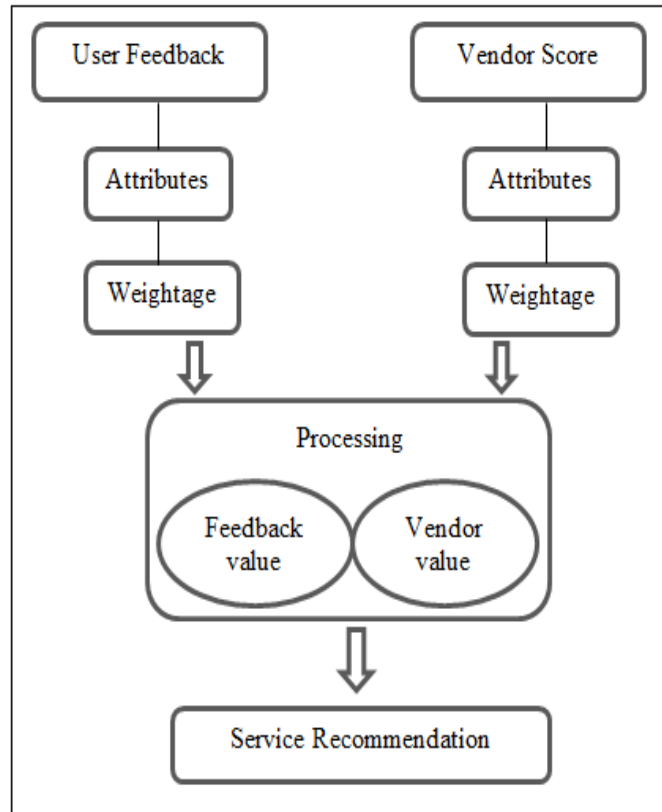 User Feedback
Vendor Score
Attributes
Attributes
Weightage
Weightage
Processing
Feedback
value
Vendor
value
Service Recommendation